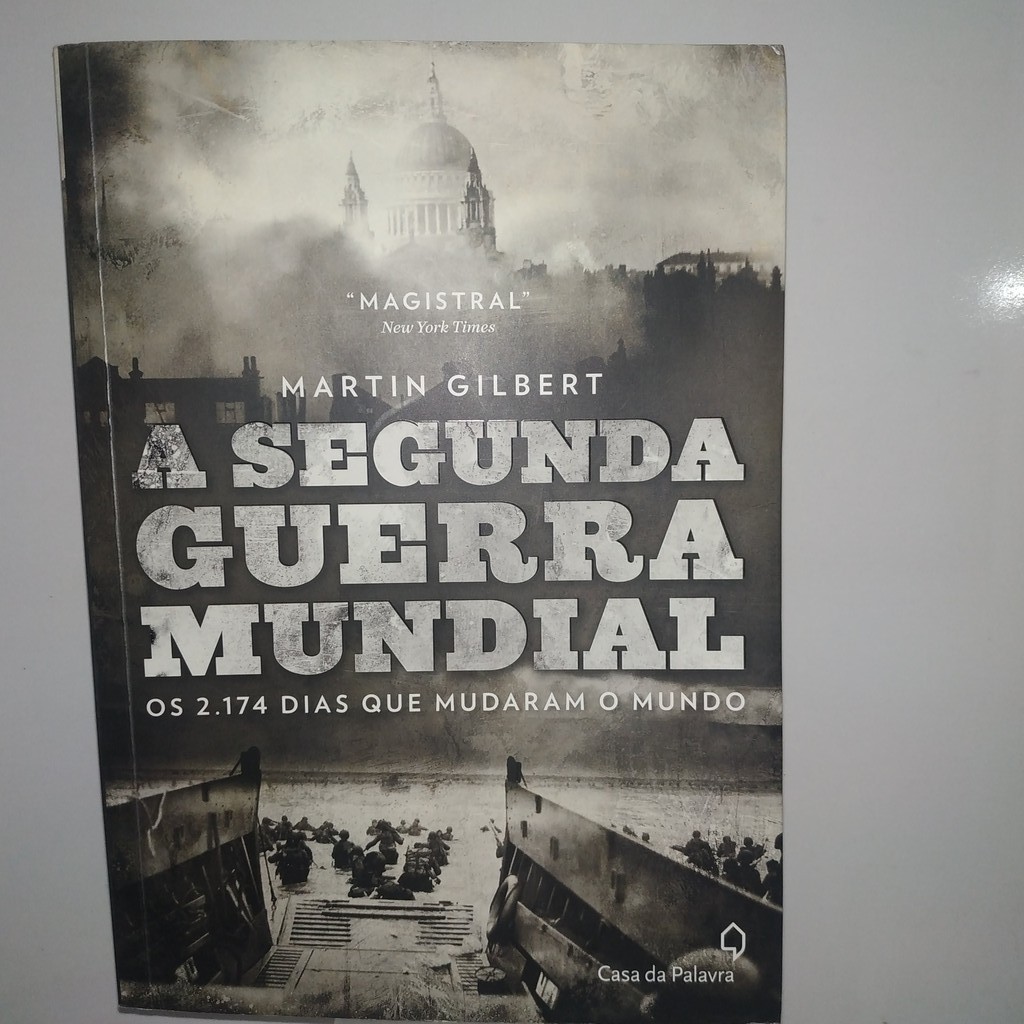 “MAGISTRAL”
New York Times
MARTIN GILBERT
A SEGUNDA
GUERRA
MUNDIAL
OS 2.174 DIAS QUE MUDARAM O MUNDO
Casa da Palavra